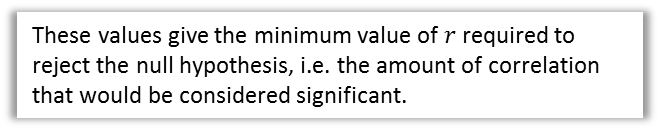 These values give the minimum value of r required to
reject the null hypothesis, i.e. the amount of correlation
that would be considered significant.